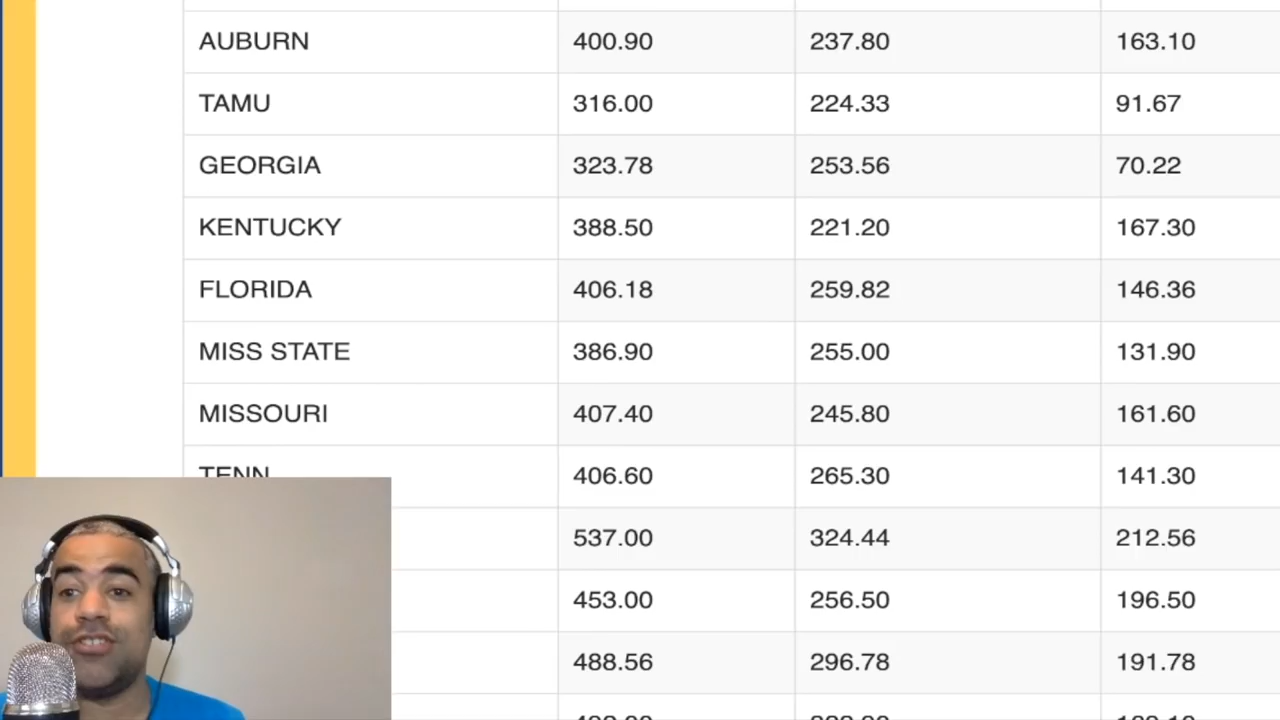 AUBURN 400.90 237.80 163.10
TAMU 316.00 224.33 91.67
GEORGIA 323.78 253.56 70.22
KENTUCKY 388.50 221.20 167.30
FLORIDA 406.18 259.82 146.36
MISS STATE 386.90 255.00 131.90
MISSOURI 407.40 245.80 161.60
TENN 406.60 265.30 141.30
537.00 324.44 212.56
453.00 256.50 196.50
488.56 296.78 191.78